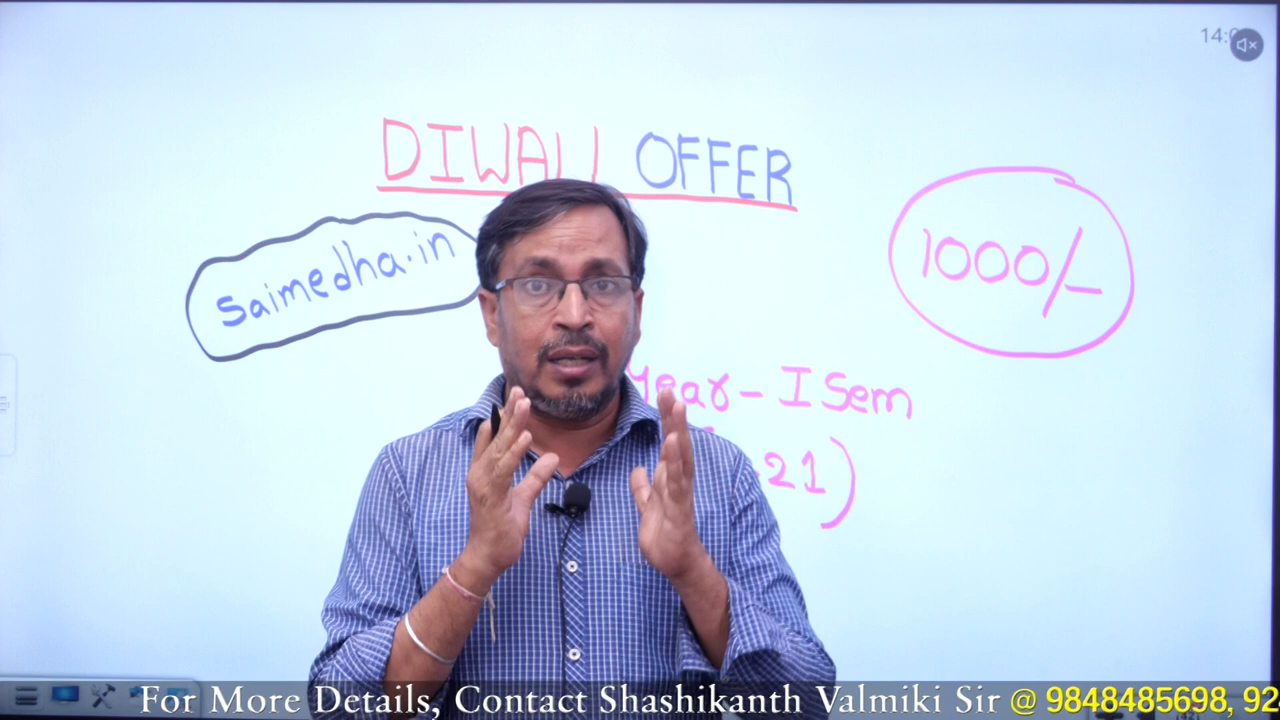 DIWALI OFFER
saimedha.in
1000/-
year - I Sem
21)
For More Details, Contact Shashikanth Valmiki Sir @ 9848485698, 92